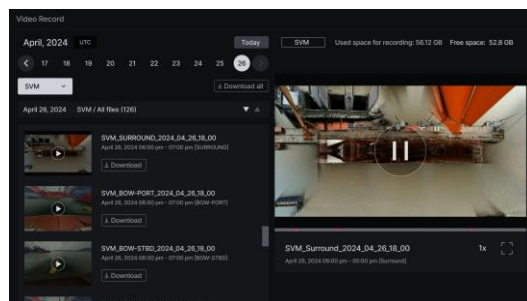 Video Record
April, 2024 UTC Today
17 18 19 20 21 22 23 24 25 26
SVM Download all
April 26, 2024 SVM / All files (126)
SVM_SURROUND_2024_04_26_18_00
April 26, 2024 06:00 pm - 07:00 pm [SURROUND]
Download
SVM_BOW-PORT_2024_04_26_18_00
April 26, 2024 06:00 pm - 07:00 pm [BOW-PORT]
Download
SVM_BOW-STBD_2024_04_26_18_00
April 26, 2024 06:00 pm - 07:00 pm [BOW-STBD]
Download
SVM Used space for recording: 56.12 GB Free space: 52.8 GB
SVM_Surround_2024_04_26_18_00 1x
April 26, 2024 06:00 pm - 05:00 pm [Surround]